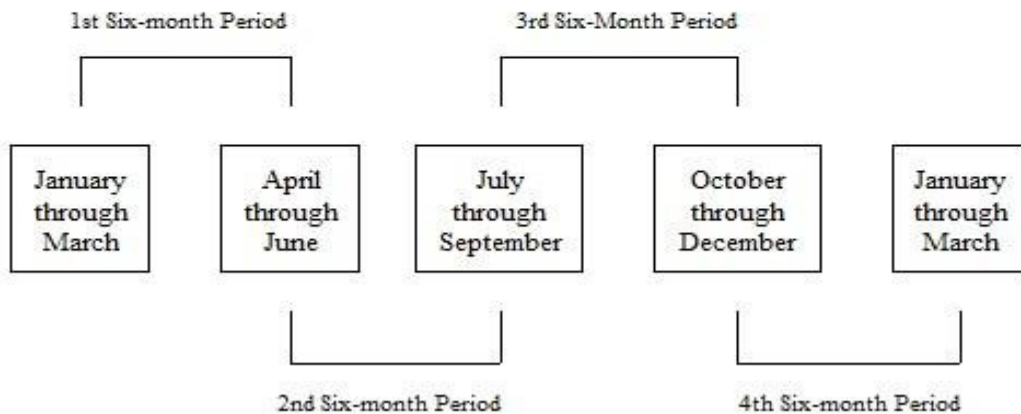 1st Six-month Period
3rd Six-Month Period
January
through
March
April
through
June
July
through
September
October
through
December
January
through
March
2nd Six-month Period
4th Six-month Period